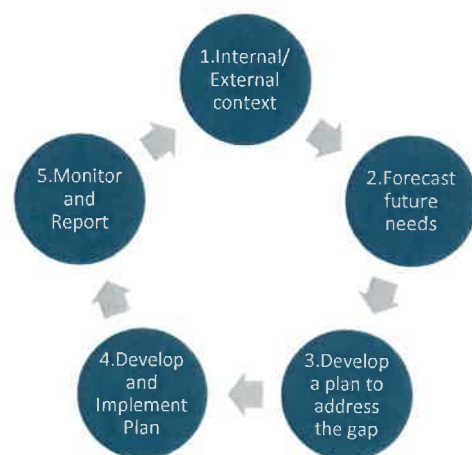 1.Internal/
External
context
2.Forecast
future
needs
3.Develop
a plan to
address
the gap
4.Develop
and
Implement
Plan
5.Monitor
and
Report